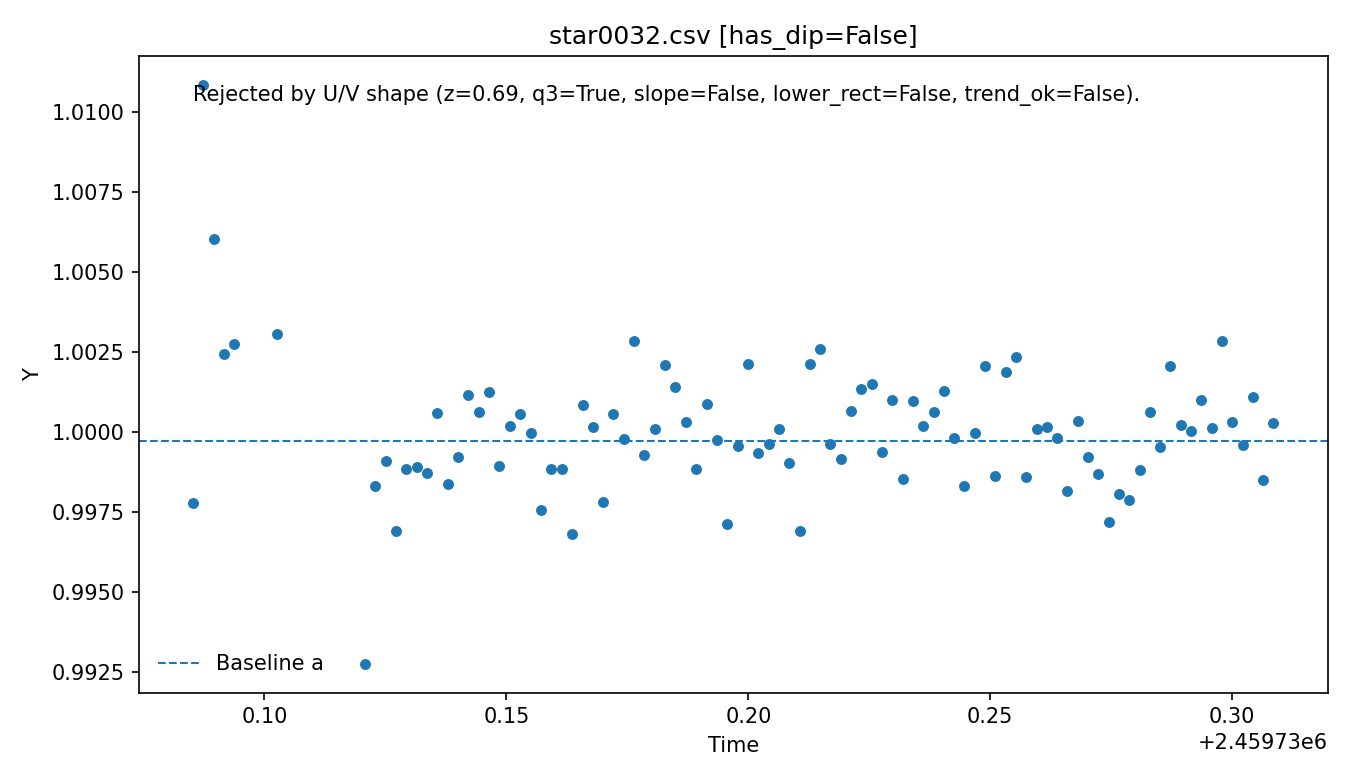 star0032.csv [has_dip=False]
Rejected by U/V shape (z=0.69, q3=True, slope=False, lower_rect=False, trend_ok=False).
1.0100
1.0075
1.0050
1.0025
1.0000
0.9975
0.9950
0.9925
Y
Baseline a
0.10
0.15
0.20
0.25
0.30
Time
+2.45973e6